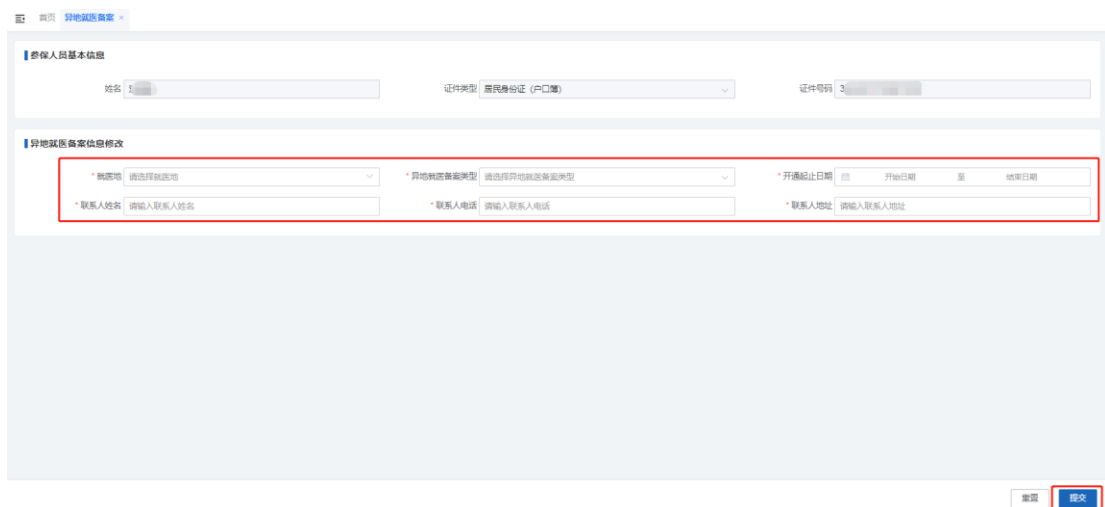 首页 异地就医备案 ×
参保人员基本信息
姓名 证件类型 居民身份证（户口簿） 证件号码 3
异地就医备案信息修改
* 就医地 请选择就医地 * 异地就医备案类型 请选择异地就医备案类型 * 开通起止日期 开始日期 至 结束日期
* 联系人姓名 请输入联系人姓名 * 联系人电话 请输入联系人电话 * 联系人地址 请输入联系人地址
重置 提交